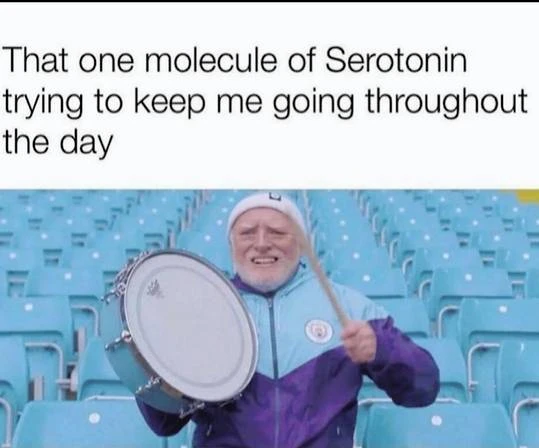 That one molecule of Serotonin
trying to keep me going throughout
the day